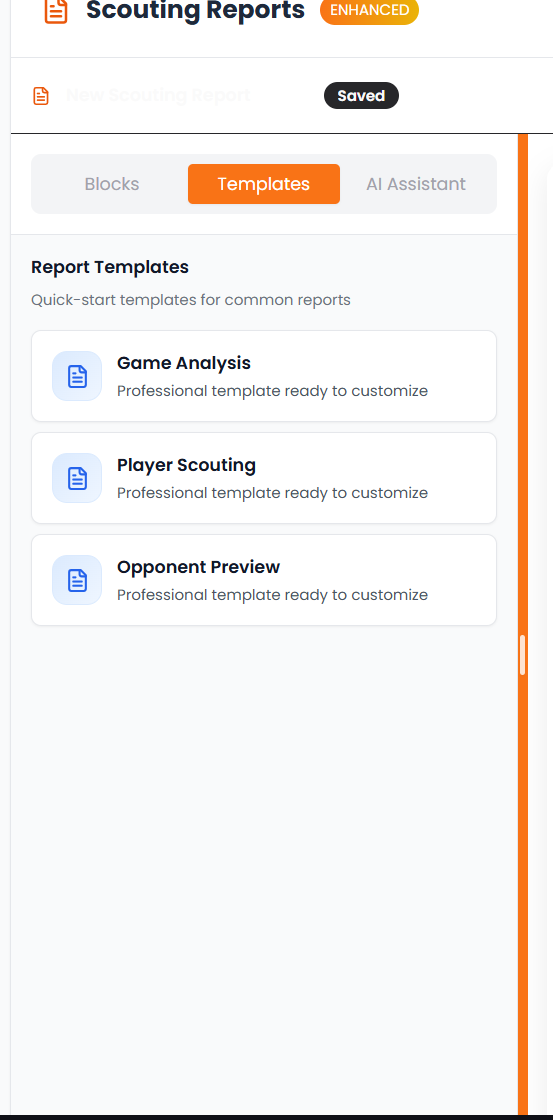 Scouting Reports ENHANCED
New Scouting Report Saved
Blocks Templates AI Assistant
Report Templates
Quick-start templates for common reports
Game Analysis
Professional template ready to customize
Player Scouting
Professional template ready to customize
Opponent Preview
Professional template ready to customize